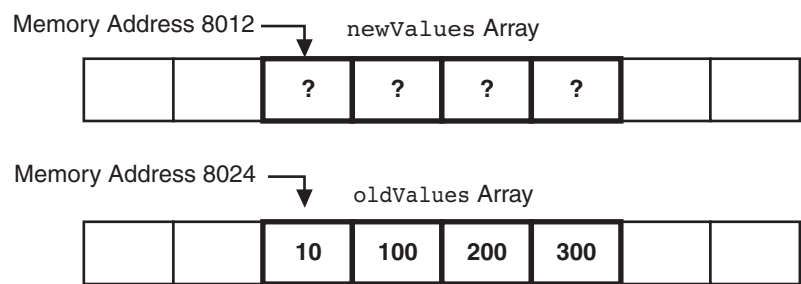 Memory Address 8012 newValues Array
? ? ? ?
Memory Address 8024
oldValues Array
10 100 200 300